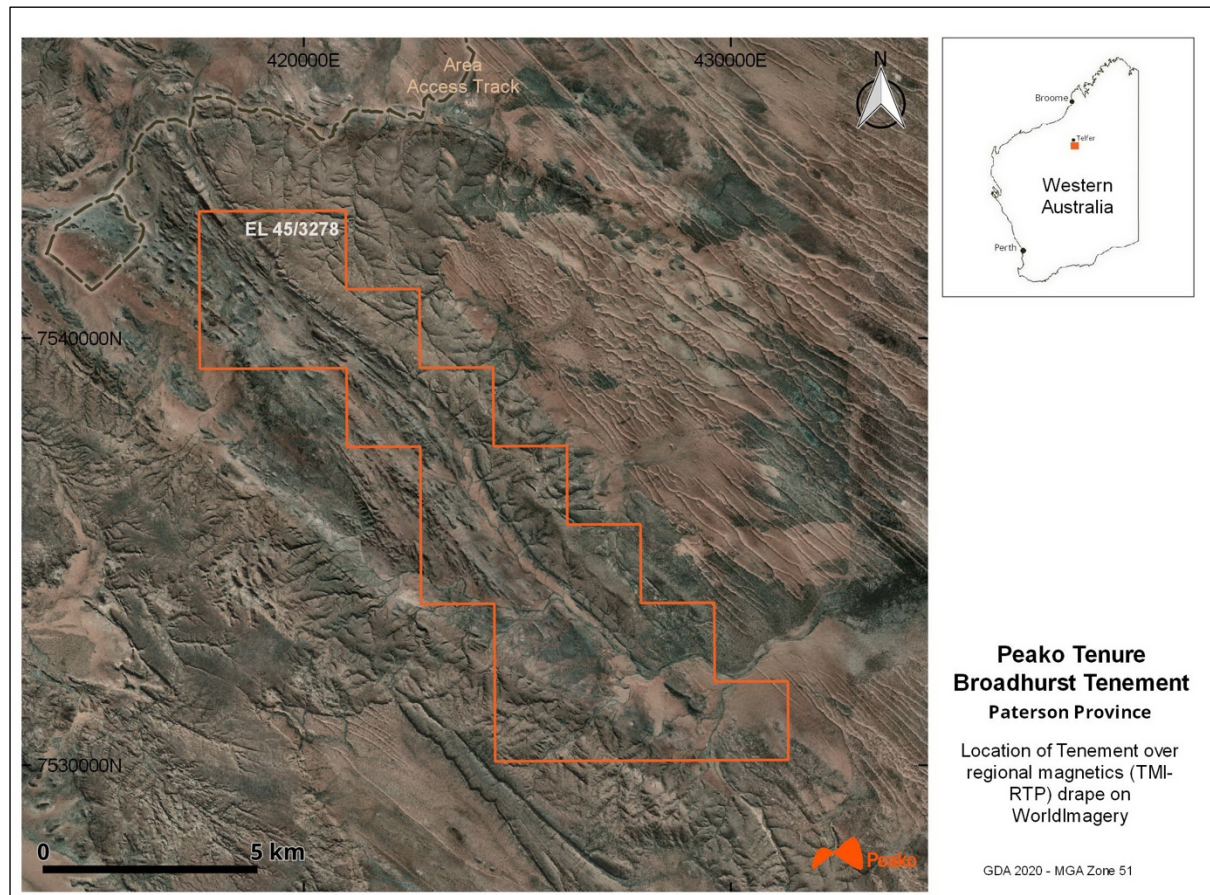 420000E
430000E
Area
Access Track
N
EL 45/3278
7540000N
7530000N
0
5 km
Peako
Broome
Telfer
Western
Australia
Perth
Peako Tenure
Broadhurst Tenement
Paterson Province
Location of Tenement over
regional magnetics (TMI-
RTP) drape on
WorldImagery
GDA 2020 - MGA Zone 51